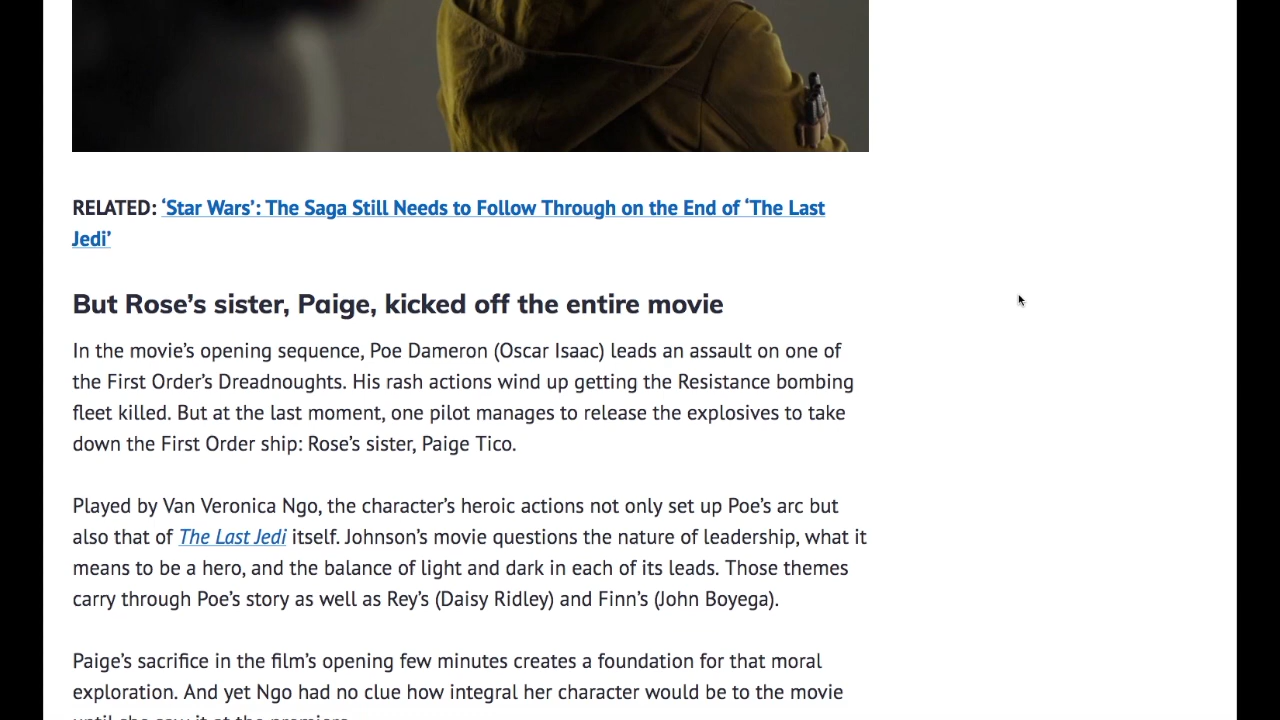 RELATED: ‘Star Wars’: The Saga Still Needs to Follow Through on the End of ‘The Last
Jedi’
But Rose’s sister, Paige, kicked off the entire movie
In the movie’s opening sequence, Poe Dameron (Oscar Isaac) leads an assault on one of
the First Order’s Dreadnoughts. His rash actions wind up getting the Resistance bombing
fleet killed. But at the last moment, one pilot manages to release the explosives to take
down the First Order ship: Rose’s sister, Paige Tico.
Played by Van Veronica Ngo, the character’s heroic actions not only set up Poe’s arc but
also that of The Last Jedi itself. Johnson’s movie questions the nature of leadership, what it
means to be a hero, and the balance of light and dark in each of its leads. Those themes
carry through Poe’s story as well as Rey’s (Daisy Ridley) and Finn’s (John Boyega).
Paige’s sacrifice in the film’s opening few minutes creates a foundation for that moral
exploration. And yet Ngo had no clue how integral her character would be to the movie
until she saw it at the premiere.